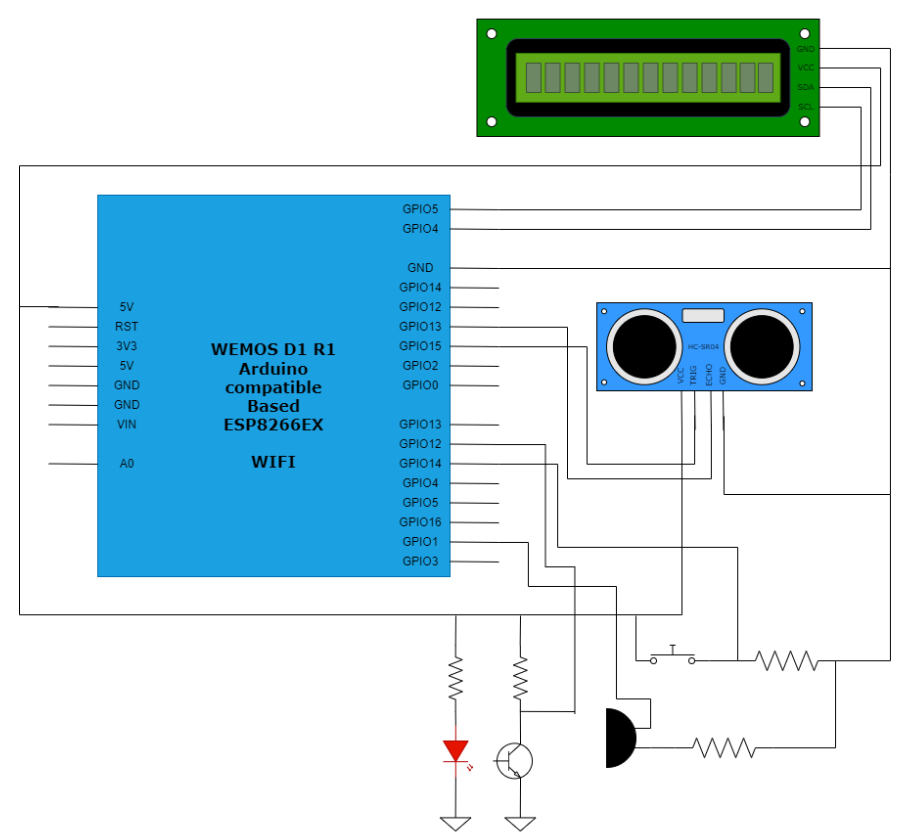 GND
VCC
SDA
SCL
GPIO5
GPIO4
GND
GPIO14
GPIO12
GPIO13
GPIO15
GPIO2
GPIO0
GPIO13
GPIO12
GPIO14
GPIO4
GPIO5
GPIO16
GPIO1
GPIO3
5V
RST
3V3
5V
GND
GND
VIN
A0
WEMOS D1 R1
Arduino
compatible
Based
ESP8266EX
WIFI
HC-SR04
VCC
TRIG
ECHO
GND